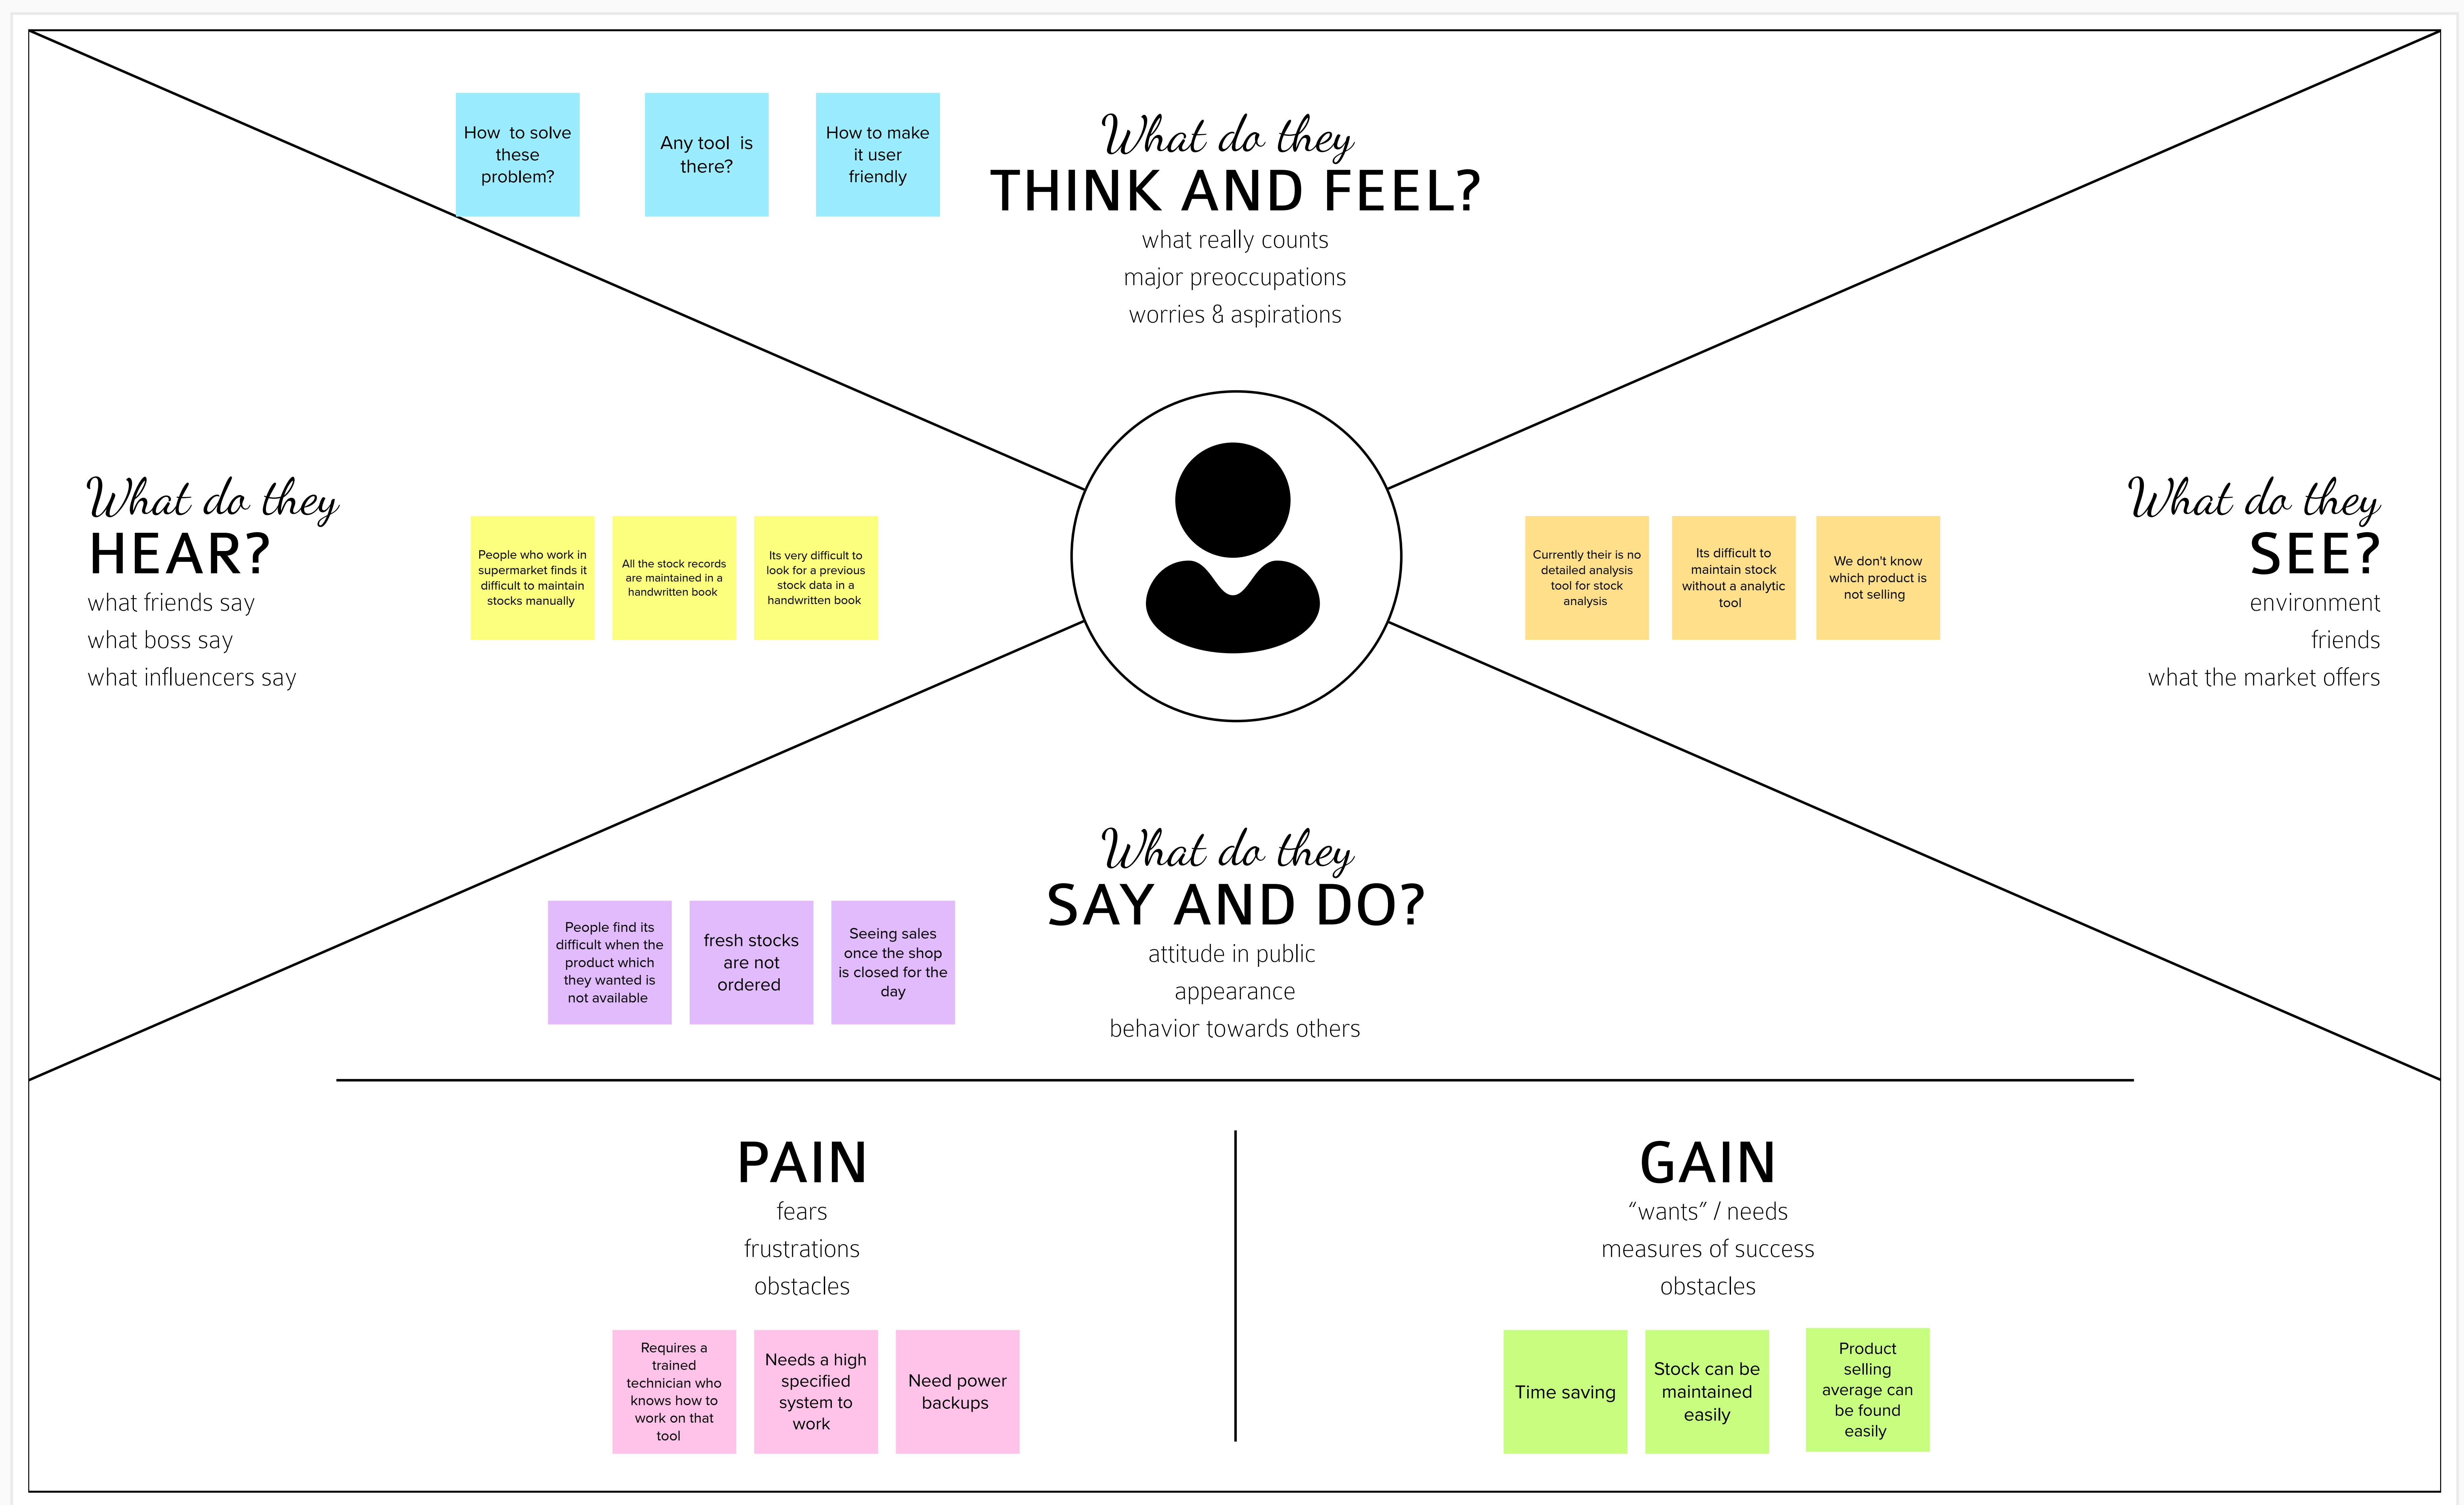 How to solve
these
problem?
Any tool is
there?
How to make
it user
friendly
What do they
THINK AND FEEL?
what really counts
major preoccupations
worries & aspirations
What do they
HEAR?
what friends say
what boss say
what influencers say
People who work in
supermarket finds it
difficult to maintain
stocks manually
All the stock records
are maintained in a
handwritten book
Its very difficult to
look for a previous
stock data in a
handwritten book
Currently their is no
detailed analysis
tool for stock
analysis
Its difficult to
maintain stock
without a analytic
tool
We don't know
which product is
not selling
What do they
SEE?
environment
friends
what the market offers
What do they
SAY AND DO?
attitude in public
appearance
behavior towards others
People find its
difficult when the
product which
they wanted is
not available
fresh stocks
are not
ordered
Seeing sales
once the shop
is closed for the
day
PAIN
fears
frustrations
obstacles
Requires a
trained
technician who
knows how to
work on that
tool
Needs a high
specified
system to
work
Need power
backups
GAIN
“wants” / needs
measures of success
obstacles
Time saving
Stock can be
maintained
easily
Product
selling
average can
be found
easily